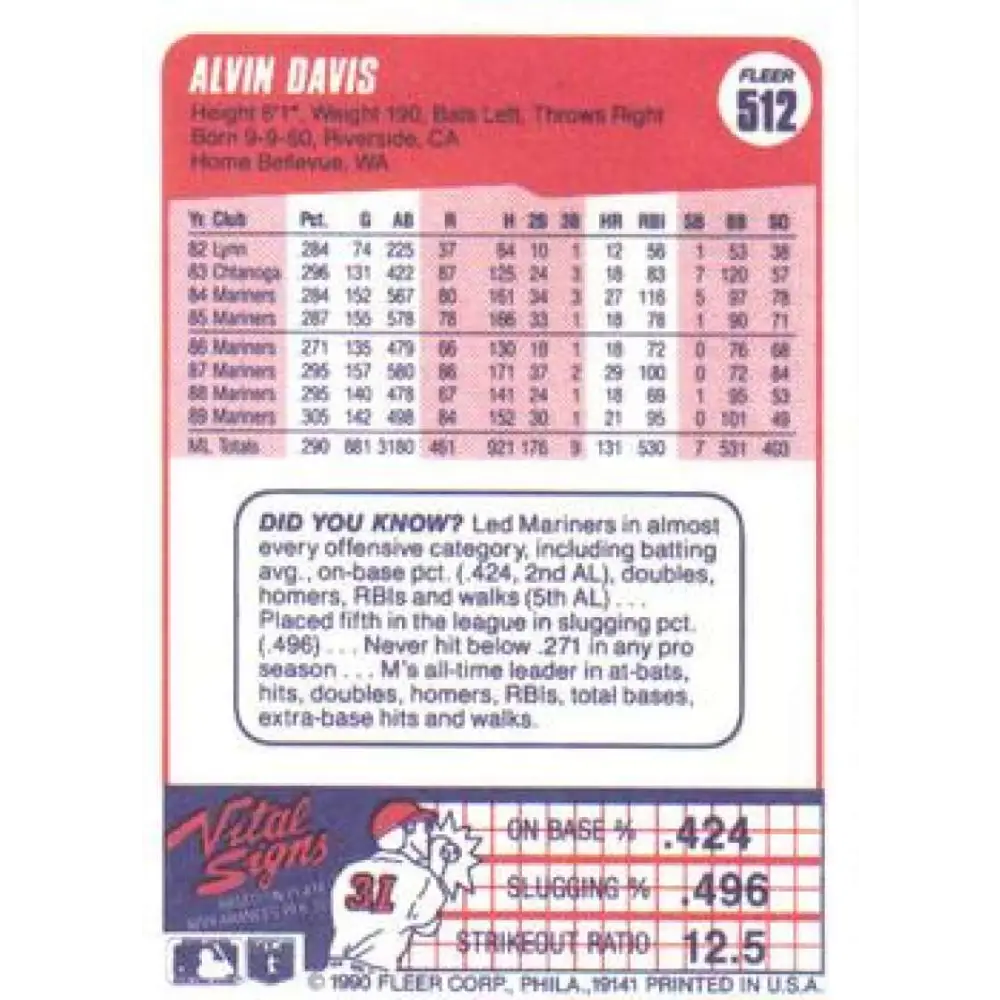 ALVIN DAVIS
FLEER
512
Height 6'1", Weight 190, Bats Left, Throws Right
Born 9-9-60, Riverside, CA
Home Bellevue, WA
Yr. Club Pct. G AB R H 2B 3B HR RBI SB BB SO
82 Lynn .284 74 225 37 64 10 1 12 56 1 53 38
83 Chtanoga .296 131 422 87 125 24 3 18 83 7 120 57
84 Mariners .284 152 567 80 161 34 3 27 116 5 97 78
85 Mariners .287 155 578 78 166 33 1 18 78 1 90 71
86 Mariners .271 135 479 66 130 18 1 18 72 0 76 68
87 Mariners .295 157 580 86 171 37 2 29 100 0 72 84
88 Mariners .295 140 478 67 141 24 1 18 69 1 95 53
89 Mariners .305 142 498 84 152 30 1 21 95 0 101 49
ML Totals .290 881 3180 461 921 176 9 131 530 7 531 403
DID YOU KNOW? Led Mariners in almost
every offensive category, including batting
avg., on-base pct. (.424, 2nd AL), doubles,
homers, RBIs and walks (5th AL) . . .
Placed fifth in the league in slugging pct.
(.496) . . . Never hit below .271 in any pro
season . . . M's all-time leader in at-bats,
hits, doubles, homers, RBIs, total bases,
extra-base hits and walks.
Vital
Signs
31
ON BASE % .424
SLUGGING % .496
STRIKEOUT RATIO 12.5
© 1990 FLEER CORP., PHILA., 19141 PRINTED IN U.S.A.